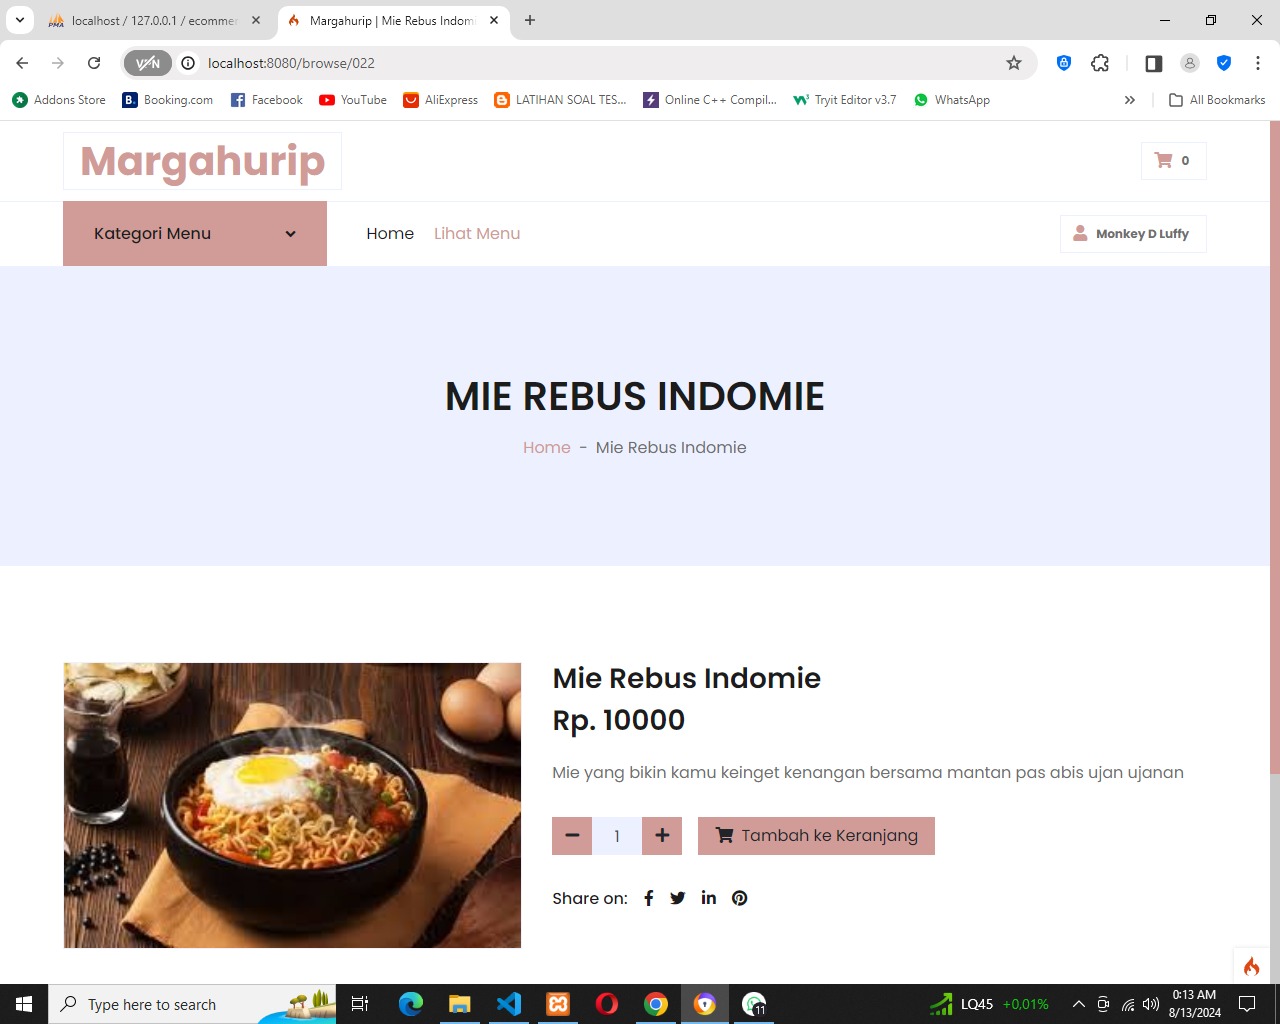 localhost / 127.0.0.1 / ecomme
Margahurip | Mie Rebus Indom
VPN
localhost:8080/browse/022
Addons Store
Booking.com
Facebook
YouTube
AliExpress
LATIHAN SOAL TES...
Online C++ Compil...
Tryit Editor v3.7
WhatsApp
All Bookmarks
Margahurip
0
Kategori Menu
Home
Lihat Menu
Monkey D Luffy
MIE REBUS INDOMIE
Home - Mie Rebus Indomie
Mie Rebus Indomie
Rp. 10000
Mie yang bikin kamu keinget kenangan bersama mantan pas abis ujan ujanan
1
Tambah ke Keranjang
Share on:
Type here to search
11
LQ45 +0,01%
0:13 AM
8/13/2024